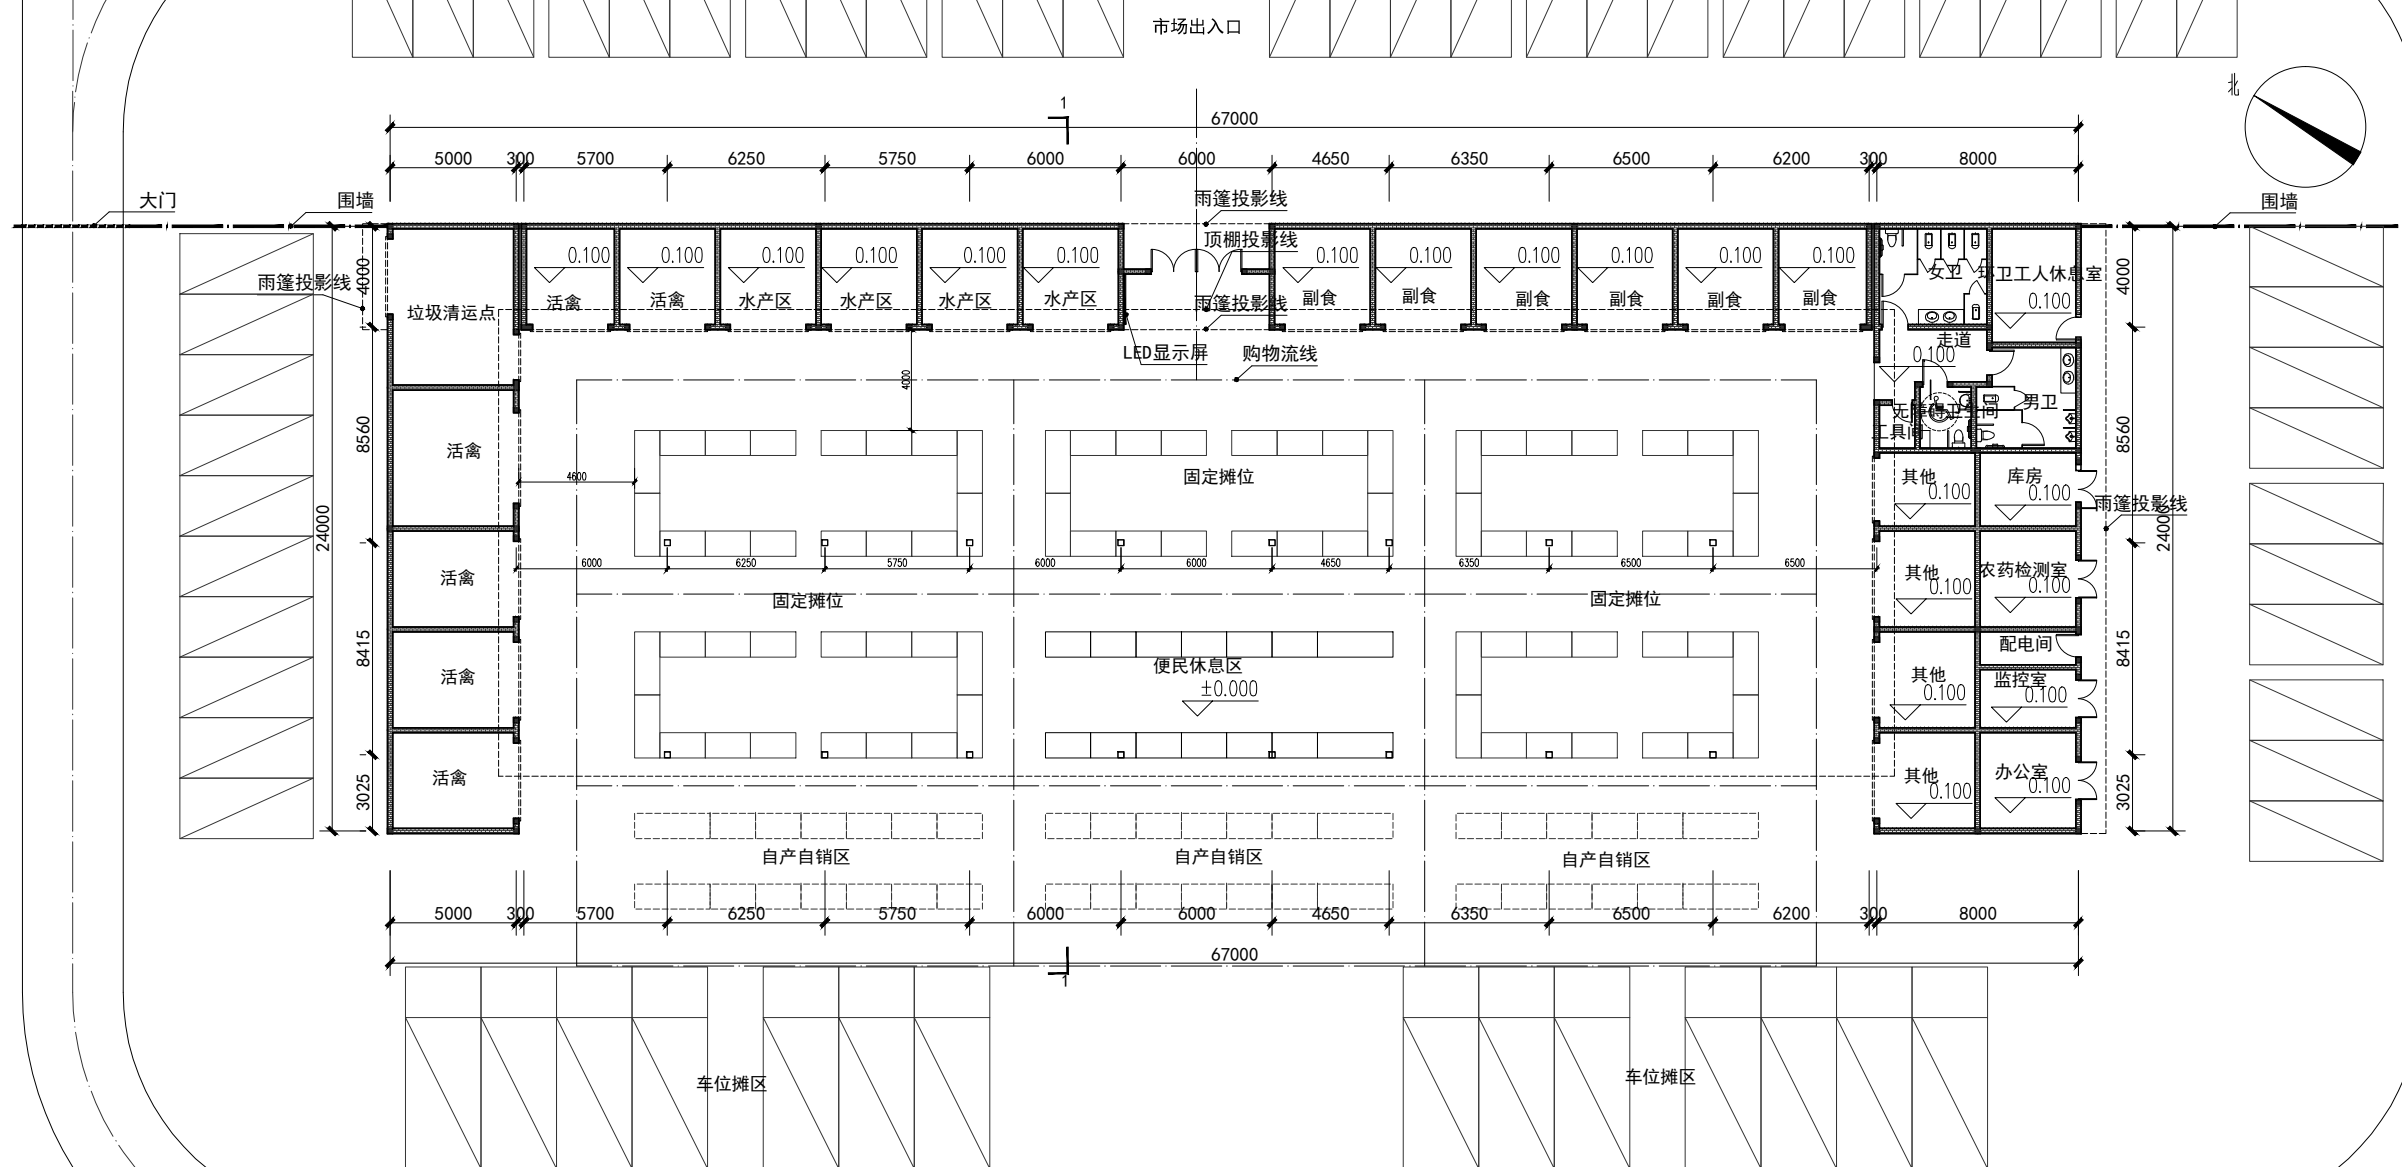 市场出入口
北
1
67000
5000 300 5700 6250 5750 6000 6000 4650 6350 6500 6200 300 8000
大门
围墙
雨篷投影线
围墙
顶棚投影线
0.100 0.100 0.100 0.100 0.100 0.100 0.100 0.100 0.100 0.100 0.100 0.100
4000
雨篷投影线
女卫
环卫工人休息室
0.100
4000
活禽 活禽 水产区 水产区 水产区 水产区
雨篷投影线
副食 副食 副食 副食 副食 副食
垃圾清运点
LED显示屏
购物流线
走道
0.100
4000
无障碍卫生间
男卫
工具间
8560
活禽
4600
固定摊位
其他
0.100
库房
0.100
8560
雨篷投影线
24000
24000
6000 6250 5750 6000 6000 4650 6350 6500 6500
活禽
固定摊位
固定摊位
其他
0.100
农药检测室
0.100
8415
活禽
便民休息区
±0.000
配电间
其他
0.100
监控室
0.100
8415
活禽
其他
0.100
办公室
0.100
3025
3025
自产自销区
自产自销区
自产自销区
5000 300 5700 6250 5750 6000 6000 4650 6350 6500 6200 300 8000
67000
1
车位摊区
车位摊区